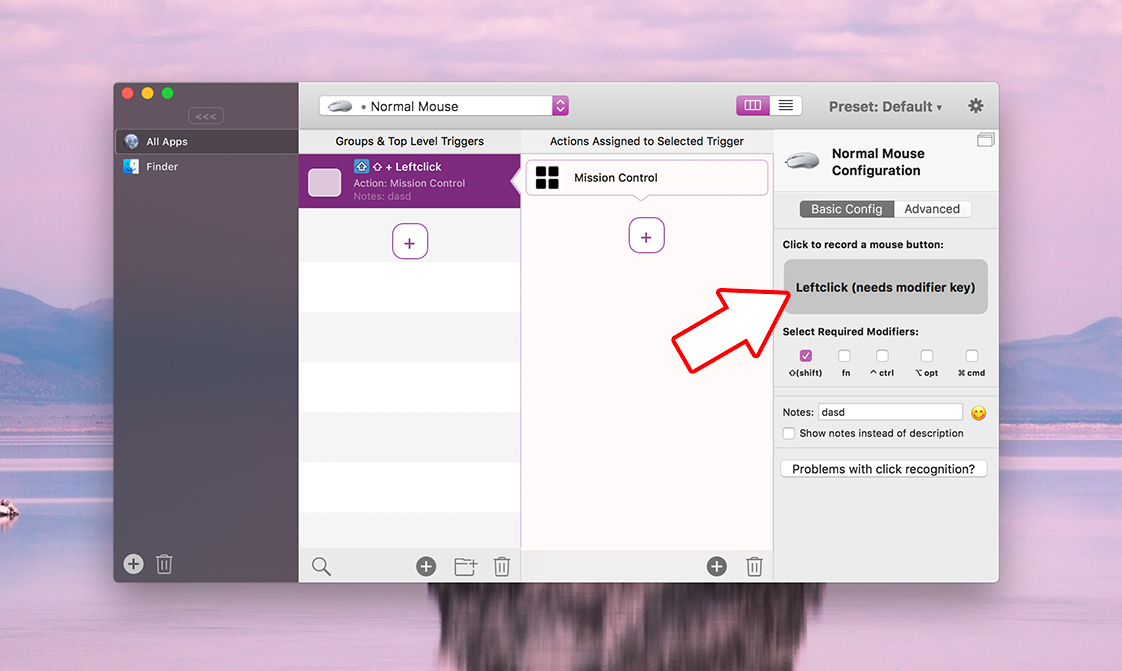 <<<
• Normal Mouse
Preset: Default ▾
All Apps
Finder
Groups & Top Level Triggers
⇧ + Leftclick
Action: Mission Control
Notes: dasd
+
Actions Assigned to Selected Trigger
Mission Control
+
Normal Mouse
Configuration
Basic Config
Advanced
Click to record a mouse button:
Leftclick (needs modifier key)
Select Required Modifiers:
⇧(shift) fn ^ ctrl ⌥ opt ⌘ cmd
Notes: dasd
Show notes instead of description
Problems with click recognition?